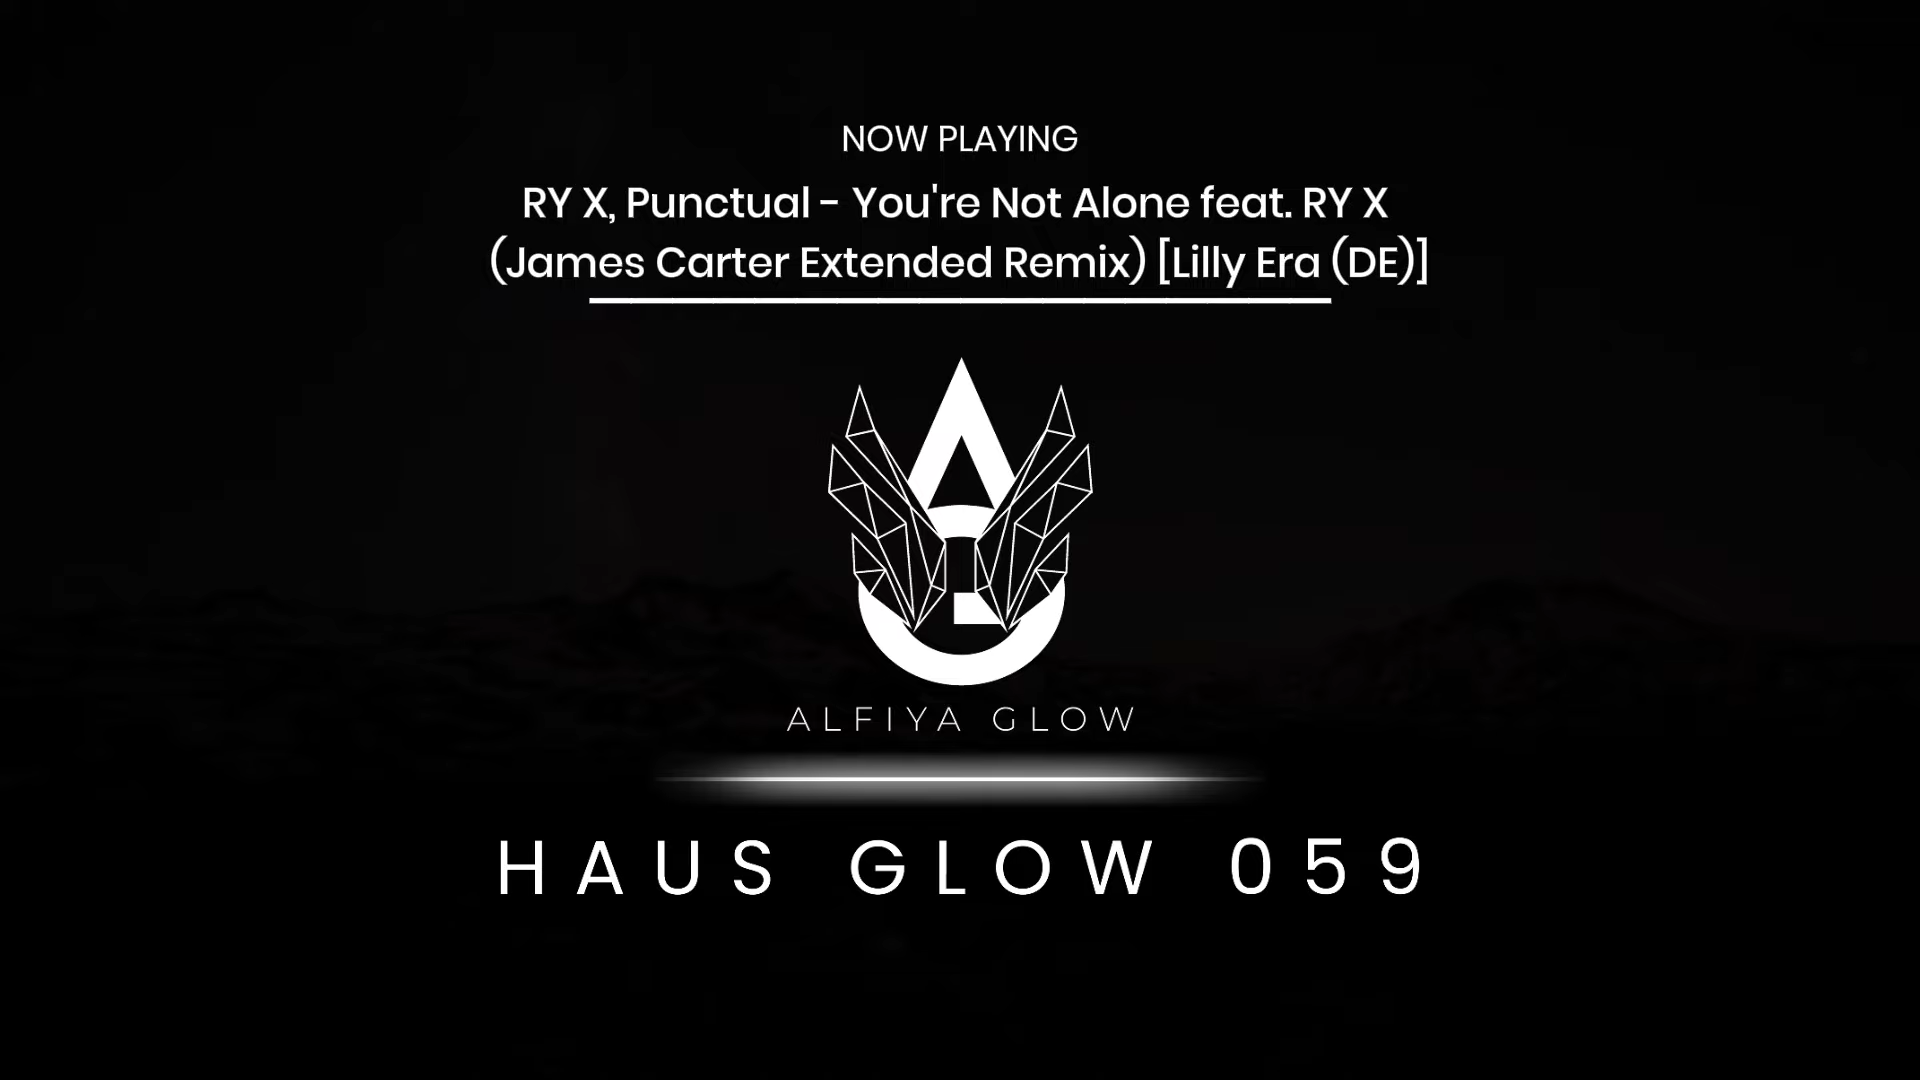 NOW PLAYING
RY X, Punctual - You're Not Alone feat. RY X
(James Carter Extended Remix) [Lilly Era (DE)]
ALFIYA GLOW
HAUS GLOW 059